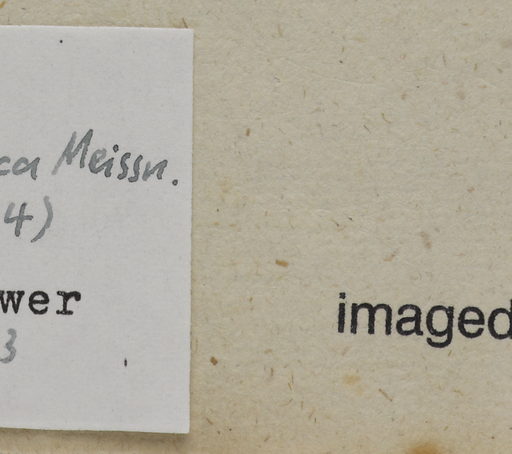 ca Meissn.
4)
wer
3
imaged